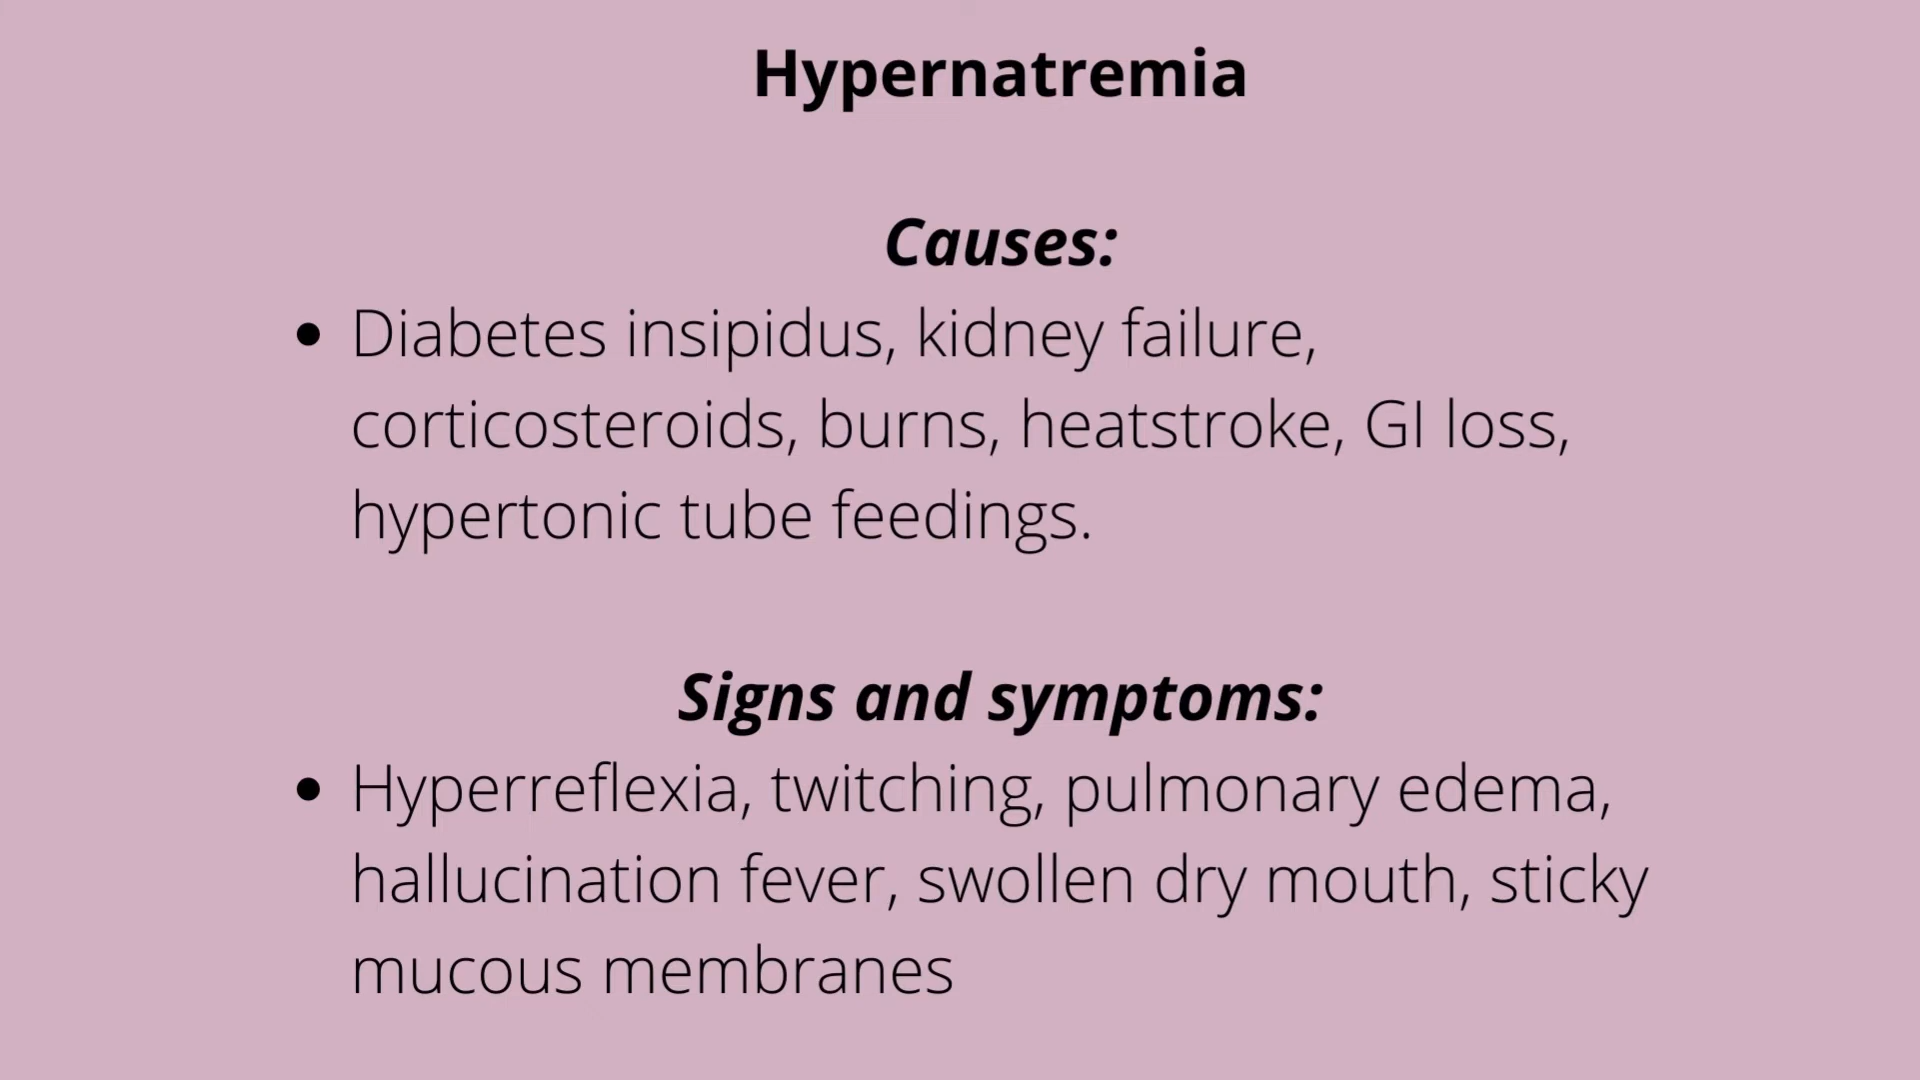 Hypernatremia
Causes:
• Diabetes insipidus, kidney failure,
corticosteroids, burns, heatstroke, GI loss,
hypertonic tube feedings.
Signs and symptoms:
• Hyperreflexia, twitching, pulmonary edema,
hallucination fever, swollen dry mouth, sticky
mucous membranes